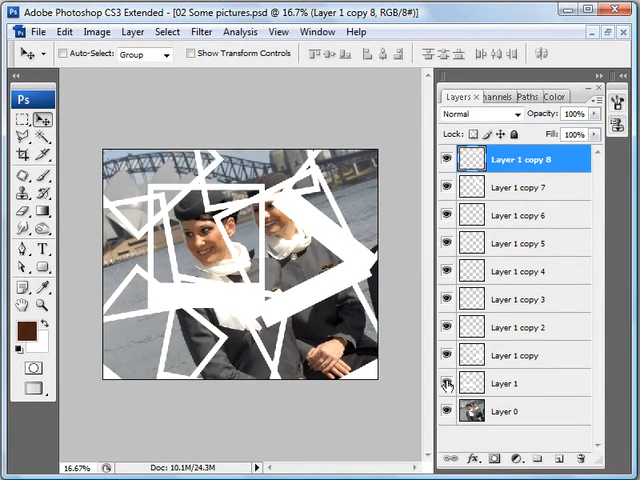 Adobe Photoshop CS3 Extended - [02 Some pictures.psd @ 16.7% (Layer 1 copy 8, RGB/8#)]
File Edit Image Layer Select Filter Analysis View Window Help
Auto-Select: Group Show Transform Controls
Ps
Layers Channels Paths Color
Normal Opacity: 100%
Lock: Fill: 100%
Layer 1 copy 8
Layer 1 copy 7
Layer 1 copy 6
Layer 1 copy 5
Layer 1 copy 4
Layer 1 copy 3
Layer 1 copy 2
Layer 1 copy
Layer 1
Layer 0
16.67% Doc: 10.1M/24.3M
fx